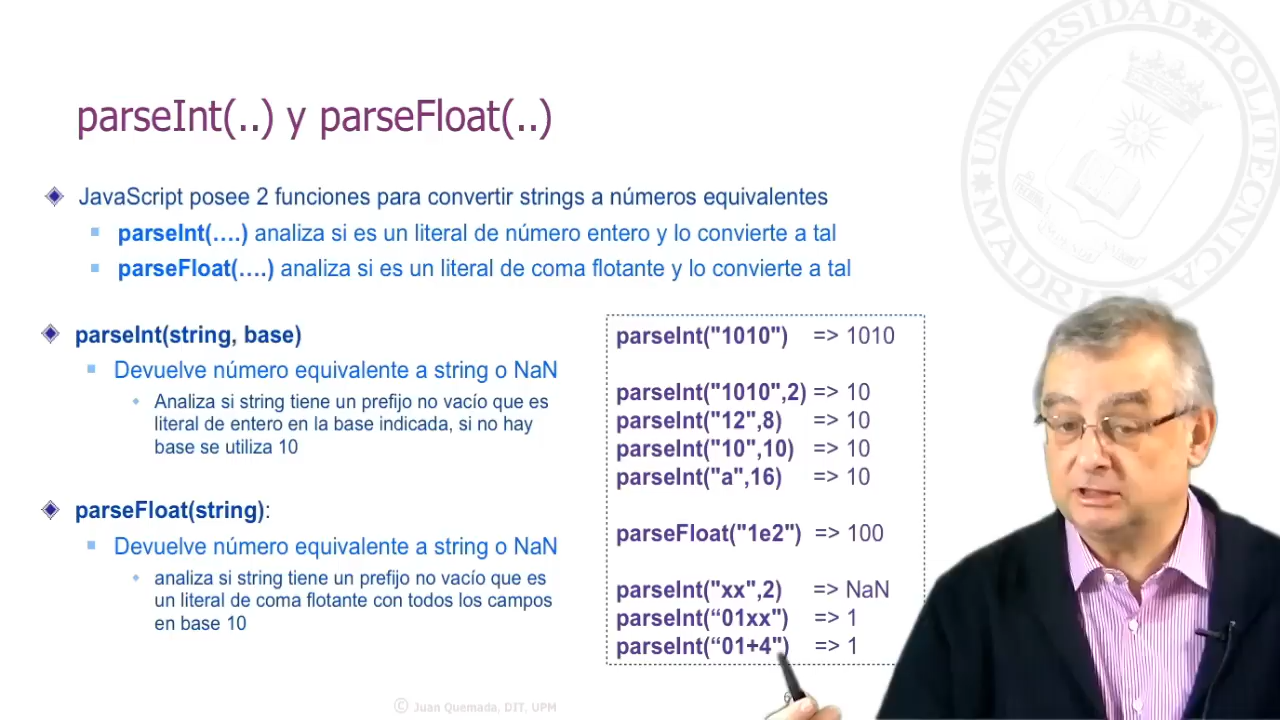 UNIVERSIDAD POLITÉCNICA
MADRID
parseInt(..) y parseFloat(..)
JavaScript posee 2 funciones para convertir strings a números equivalentes
parseInt(….) analiza si es un literal de número entero y lo convierte a tal
parseFloat(….) analiza si es un literal de coma flotante y lo convierte a tal
parseInt(string, base)
Devuelve número equivalente a string o NaN
Analiza si string tiene un prefijo no vacío que es
literal de entero en la base indicada, si no hay
base se utiliza 10
parseFloat(string):
Devuelve número equivalente a string o NaN
analiza si string tiene un prefijo no vacío que es
un literal de coma flotante con todos los campos
en base 10
parseInt("1010") => 1010
parseInt("1010",2) => 10
parseInt("12",8) => 10
parseInt("10",10) => 10
parseInt("a",16) => 10
parseFloat("1e2") => 100
parseInt("xx",2) => NaN
parseInt(“01xx") => 1
parseInt(“01+4") => 1
© Juan Quemada, DIT, UPM
6